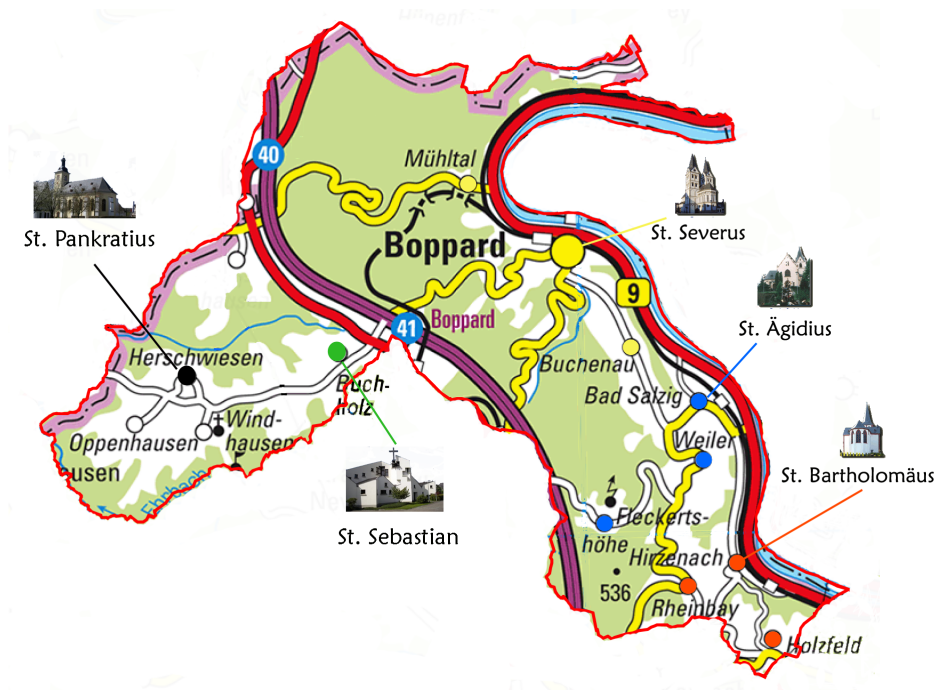 40
Mühltal
St. Pankratius
St. Severus
Boppard
9
Boppard
41
St. Ägidius
Herschwiesen
Buchenau
Buch-
holz
Bad Salzig
Wind-
hausen
Oppenhausen
Weiler
usen
St. Bartholomäus
Ehrbach
Fleckerts-
höhe
St. Sebastian
Hirzenach
536
Rheinbay
Holzfeld